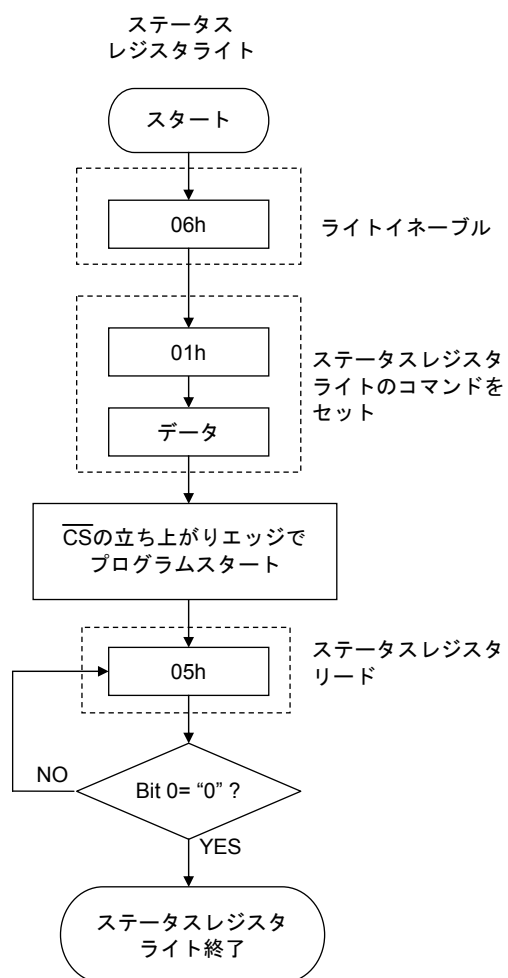 ステータス
レジスタライト
スタート
06h
ライトイネーブル
01h
ステータスレジスタ
ライトのコマンドを
セット
データ
C̅S̅の立ち上がりエッジで
プログラムスタート
ステータスレジスタ
リード
05h
NO
Bit 0= “0” ?
YES
ステータスレジスタ
ライト終了